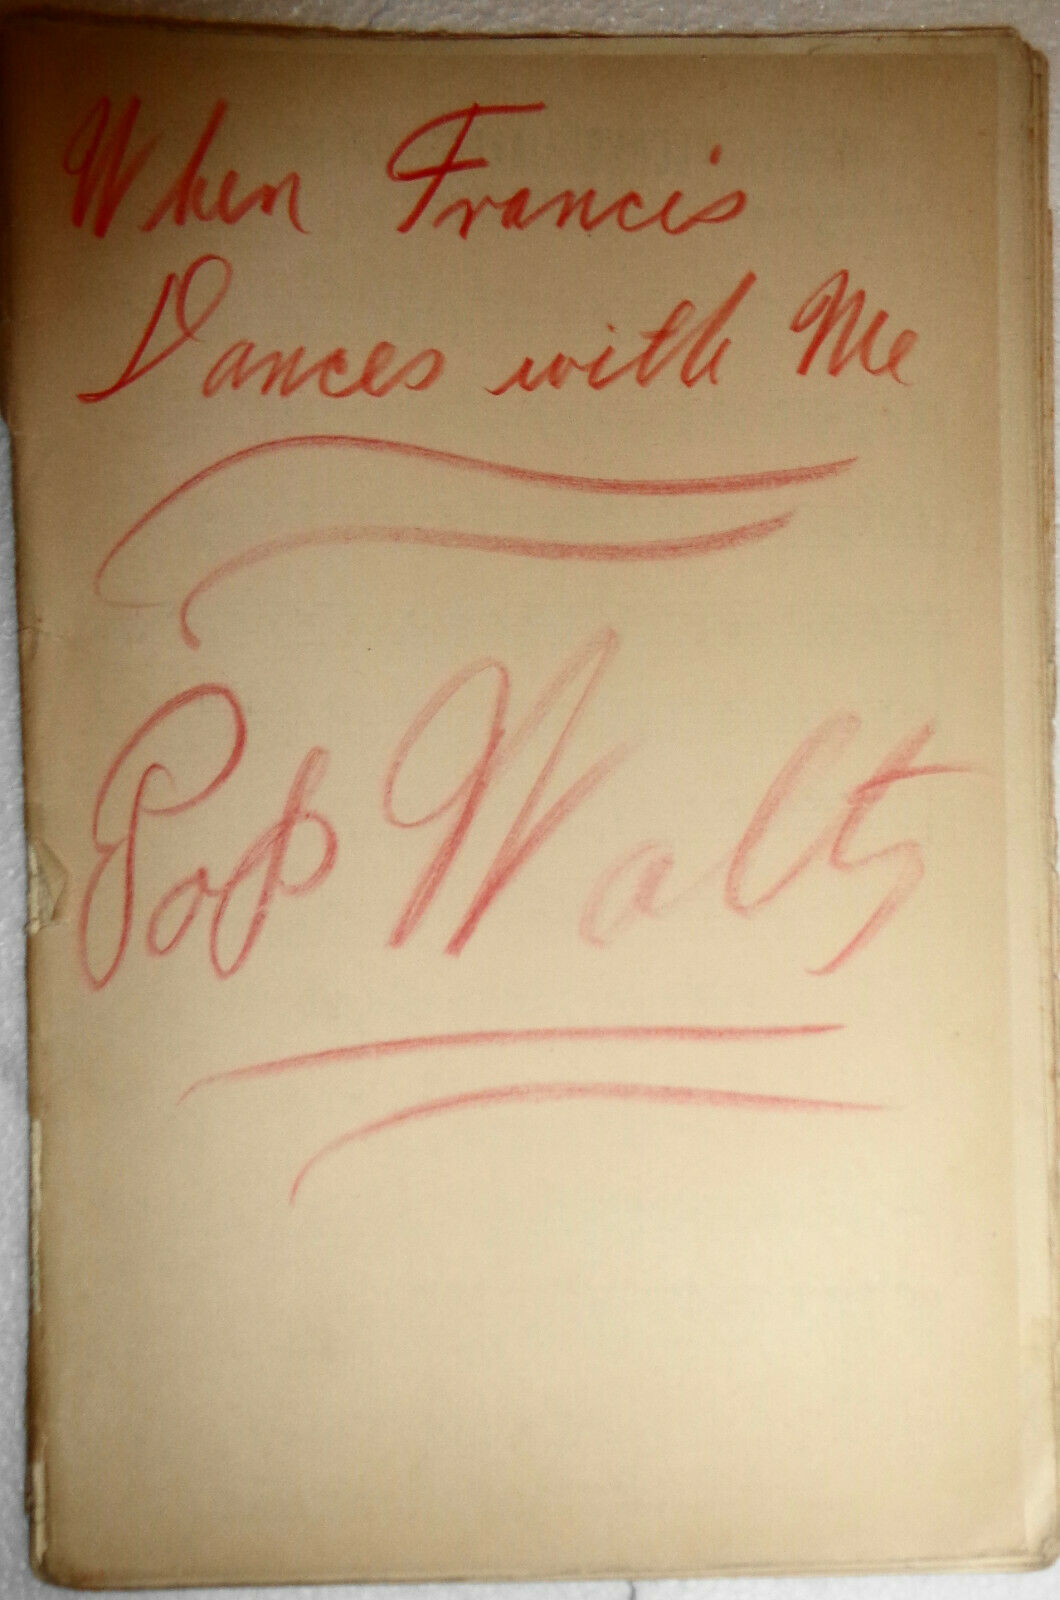 When Francis
Dances with Me
Pop Waltz